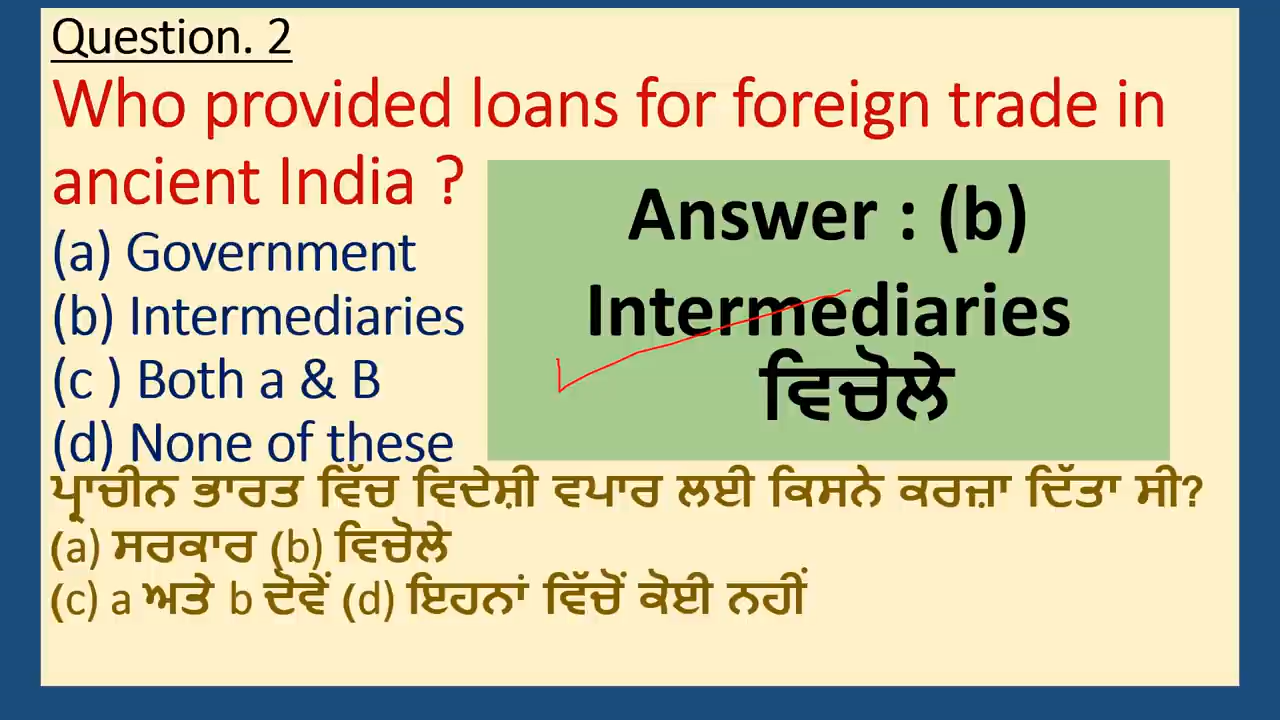 Question. 2
Who provided loans for foreign trade in
ancient India ?
(a) Government
(b) Intermediaries
(c ) Both a & B
(d) None of these
Answer : (b)
Intermediaries
ਵਿਚੋਲੇ
ਪ੍ਰਾਚੀਨ ਭਾਰਤ ਵਿੱਚ ਵਿਦੇਸ਼ੀ ਵਪਾਰ ਲਈ ਕਿਸਨੇ ਕਰਜ਼ਾ ਦਿੱਤਾ ਸੀ?
(a) ਸਰਕਾਰ (b) ਵਿਚੋਲੇ
(c) a ਅਤੇ b ਦੋਵੇਂ (d) ਇਹਨਾਂ ਵਿੱਚੋਂ ਕੋਈ ਨਹੀਂ